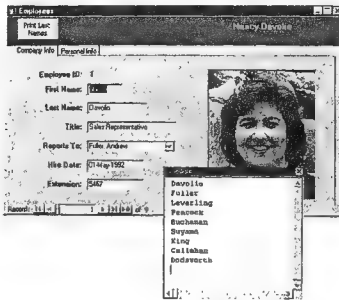 Employees
Print Last
Names
Nancy Davolio
Company Info Personal Info
Employee ID:
First Name:
Last Name: Davolio
Title: Sales Representative
Reports To: Fuller, Andrew
Hire Date: 01-May-1992
Extension: 5467
Record: 1 of 9
Davolio
Fuller
Leverling
Peacock
Buchanan
Suyama
King
Callahan
Dodsworth